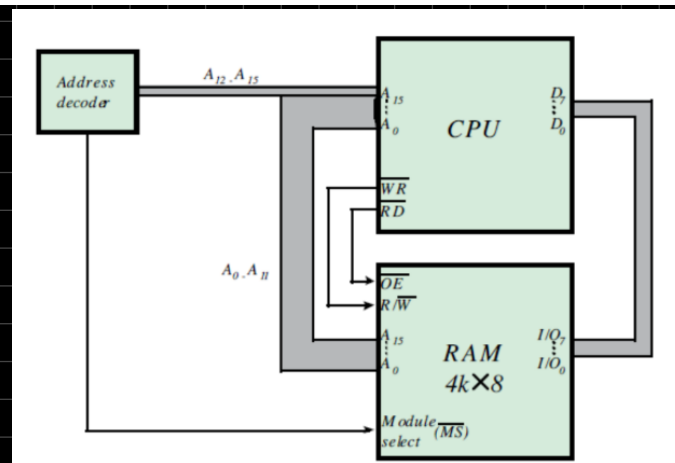 Address
decoder
A12-A15
A15
A0
CPU
D7
D0
WR
RD
A0-A11
OE
R/W
A15
A0
RAM
4k×8
I/O7
I/O0
Module
select (MS)